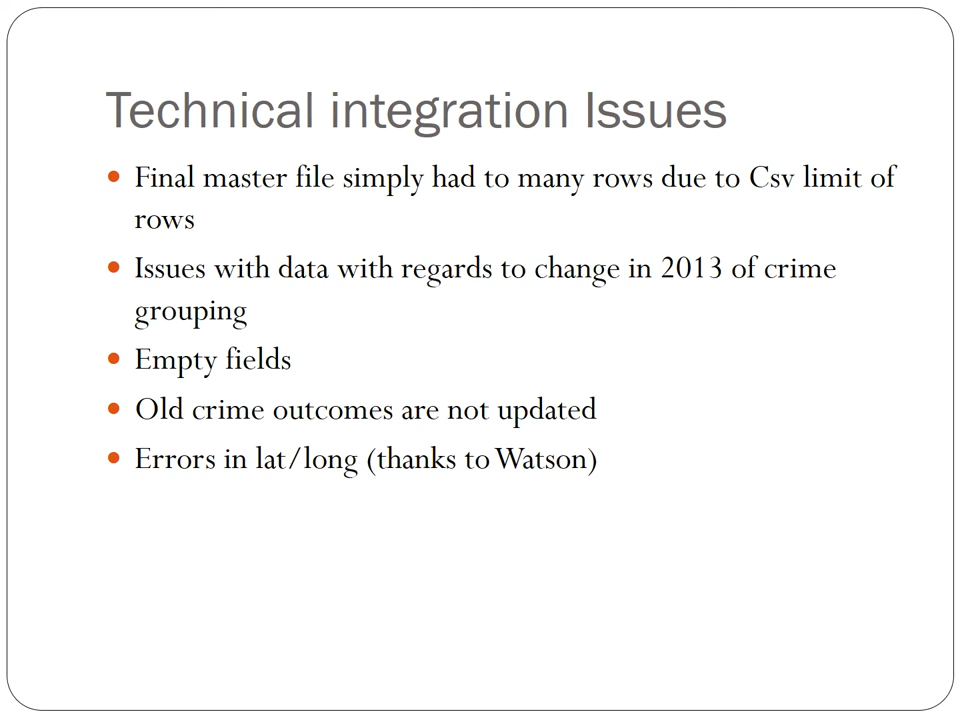 Technical integration Issues
Final master file simply had to many rows due to Csv limit of
rows
Issues with data with regards to change in 2013 of crime
grouping
Empty fields
Old crime outcomes are not updated
Errors in lat/long (thanks to Watson)